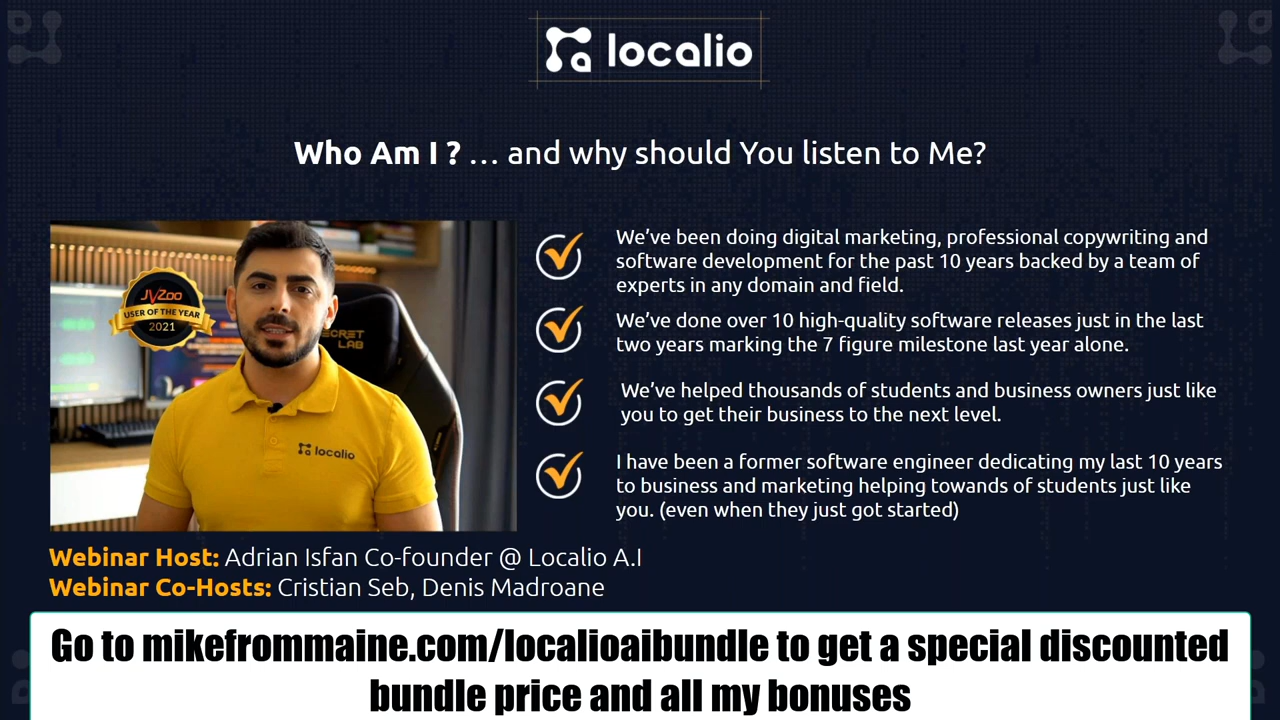 localio
Who Am I ? … and why should You listen to Me?
JVZoo
USER OF THE YEAR
2021
SECRET
LAB
localio
We’ve been doing digital marketing, professional copywriting and
software development for the past 10 years backed by a team of
experts in any domain and field.
We’ve done over 10 high-quality software releases just in the last
two years marking the 7 figure milestone last year alone.
We’ve helped thousands of students and business owners just like
you to get their business to the next level.
I have been a former software engineer dedicating my last 10 years
to business and marketing helping towands of students just like
you. (even when they just got started)
Webinar Host: Adrian Isfan Co-founder @ Localio A.I
Webinar Co-Hosts: Cristian Seb, Denis Madroane
Go to mikefrommaine.com/localioaibundle to get a special discounted
bundle price and all my bonuses